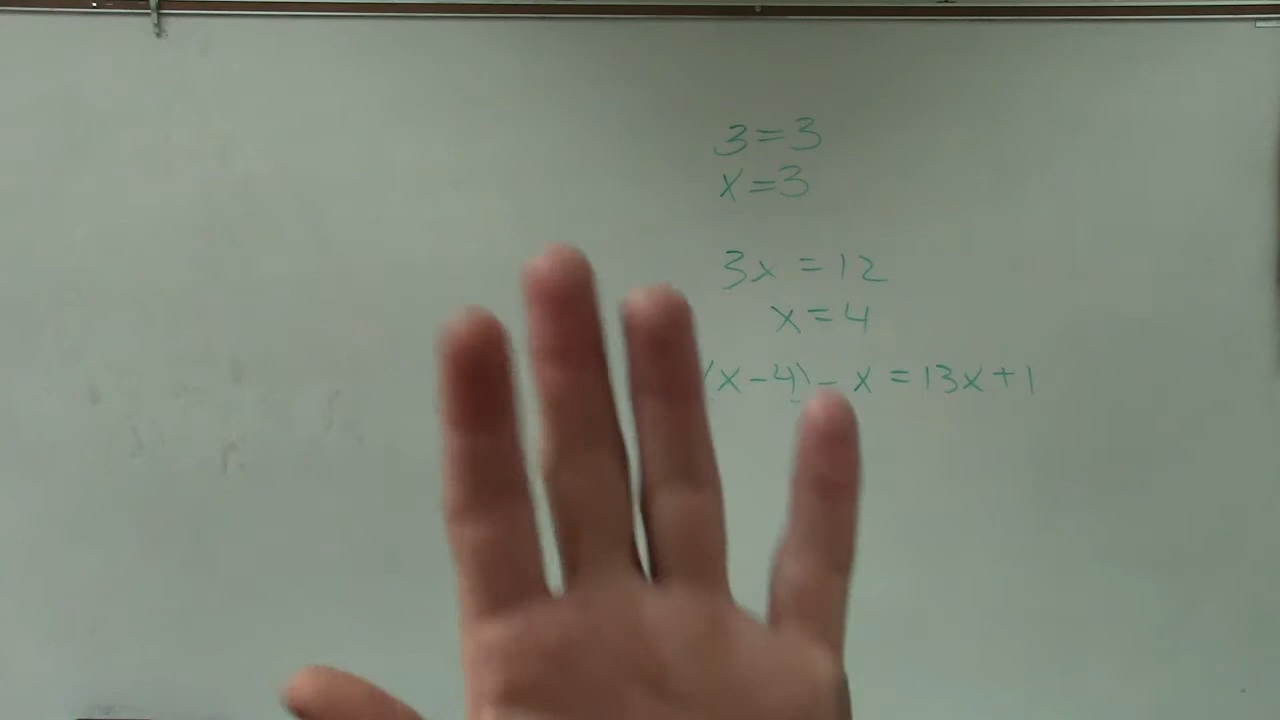 3=3
x=3
3x=12
x=4
(x-4)-x=13x+1